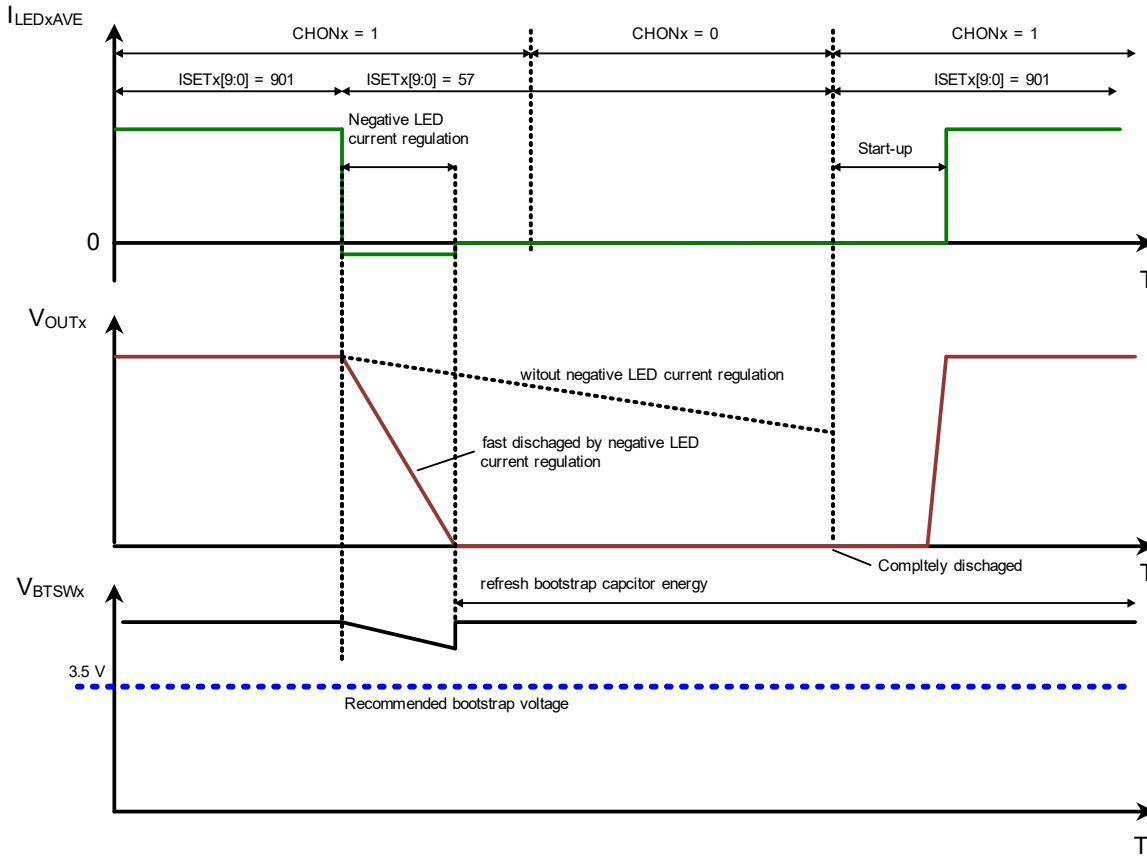 ILEDxAVE
CHONx = 1
CHONx = 0
CHONx = 1
ISETx[9:0] = 901
ISETx[9:0] = 57
ISETx[9:0] = 901
Negative LED
current regulation
Start-up
0
T
VOUTx
witout negative LED current regulation
fast dischaged by negative LED
current regulation
Compltely dischaged
T
VBTSWx
refresh bootstrap capcitor energy
3.5 V
Recommended bootstrap voltage
T